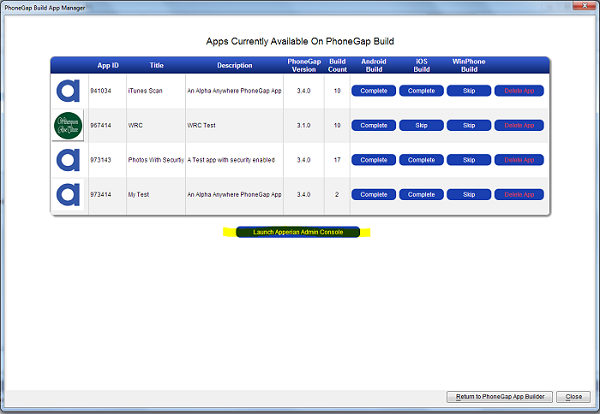 PhoneGap Build App Manager
Apps Currently Available On PhoneGap Build
App ID Title Description PhoneGap Version Build Count Android Build iOS Build WinPhone Build
941034 iTunes Scan An Alpha Anywhere PhoneGap App 3.4.0 10 Complete Complete Skip Delete App
967414 WRC WRC Test 3.1.0 10 Complete Skip Skip Delete App
973143 Photos With Security A Test app with security enabled 3.4.0 17 Complete Complete Skip Delete App
973414 My Test An Alpha Anywhere PhoneGap App 3.4.0 2 Complete Complete Skip Delete App
Launch Apperian Admin Console
Return to PhoneGap App Builder Close